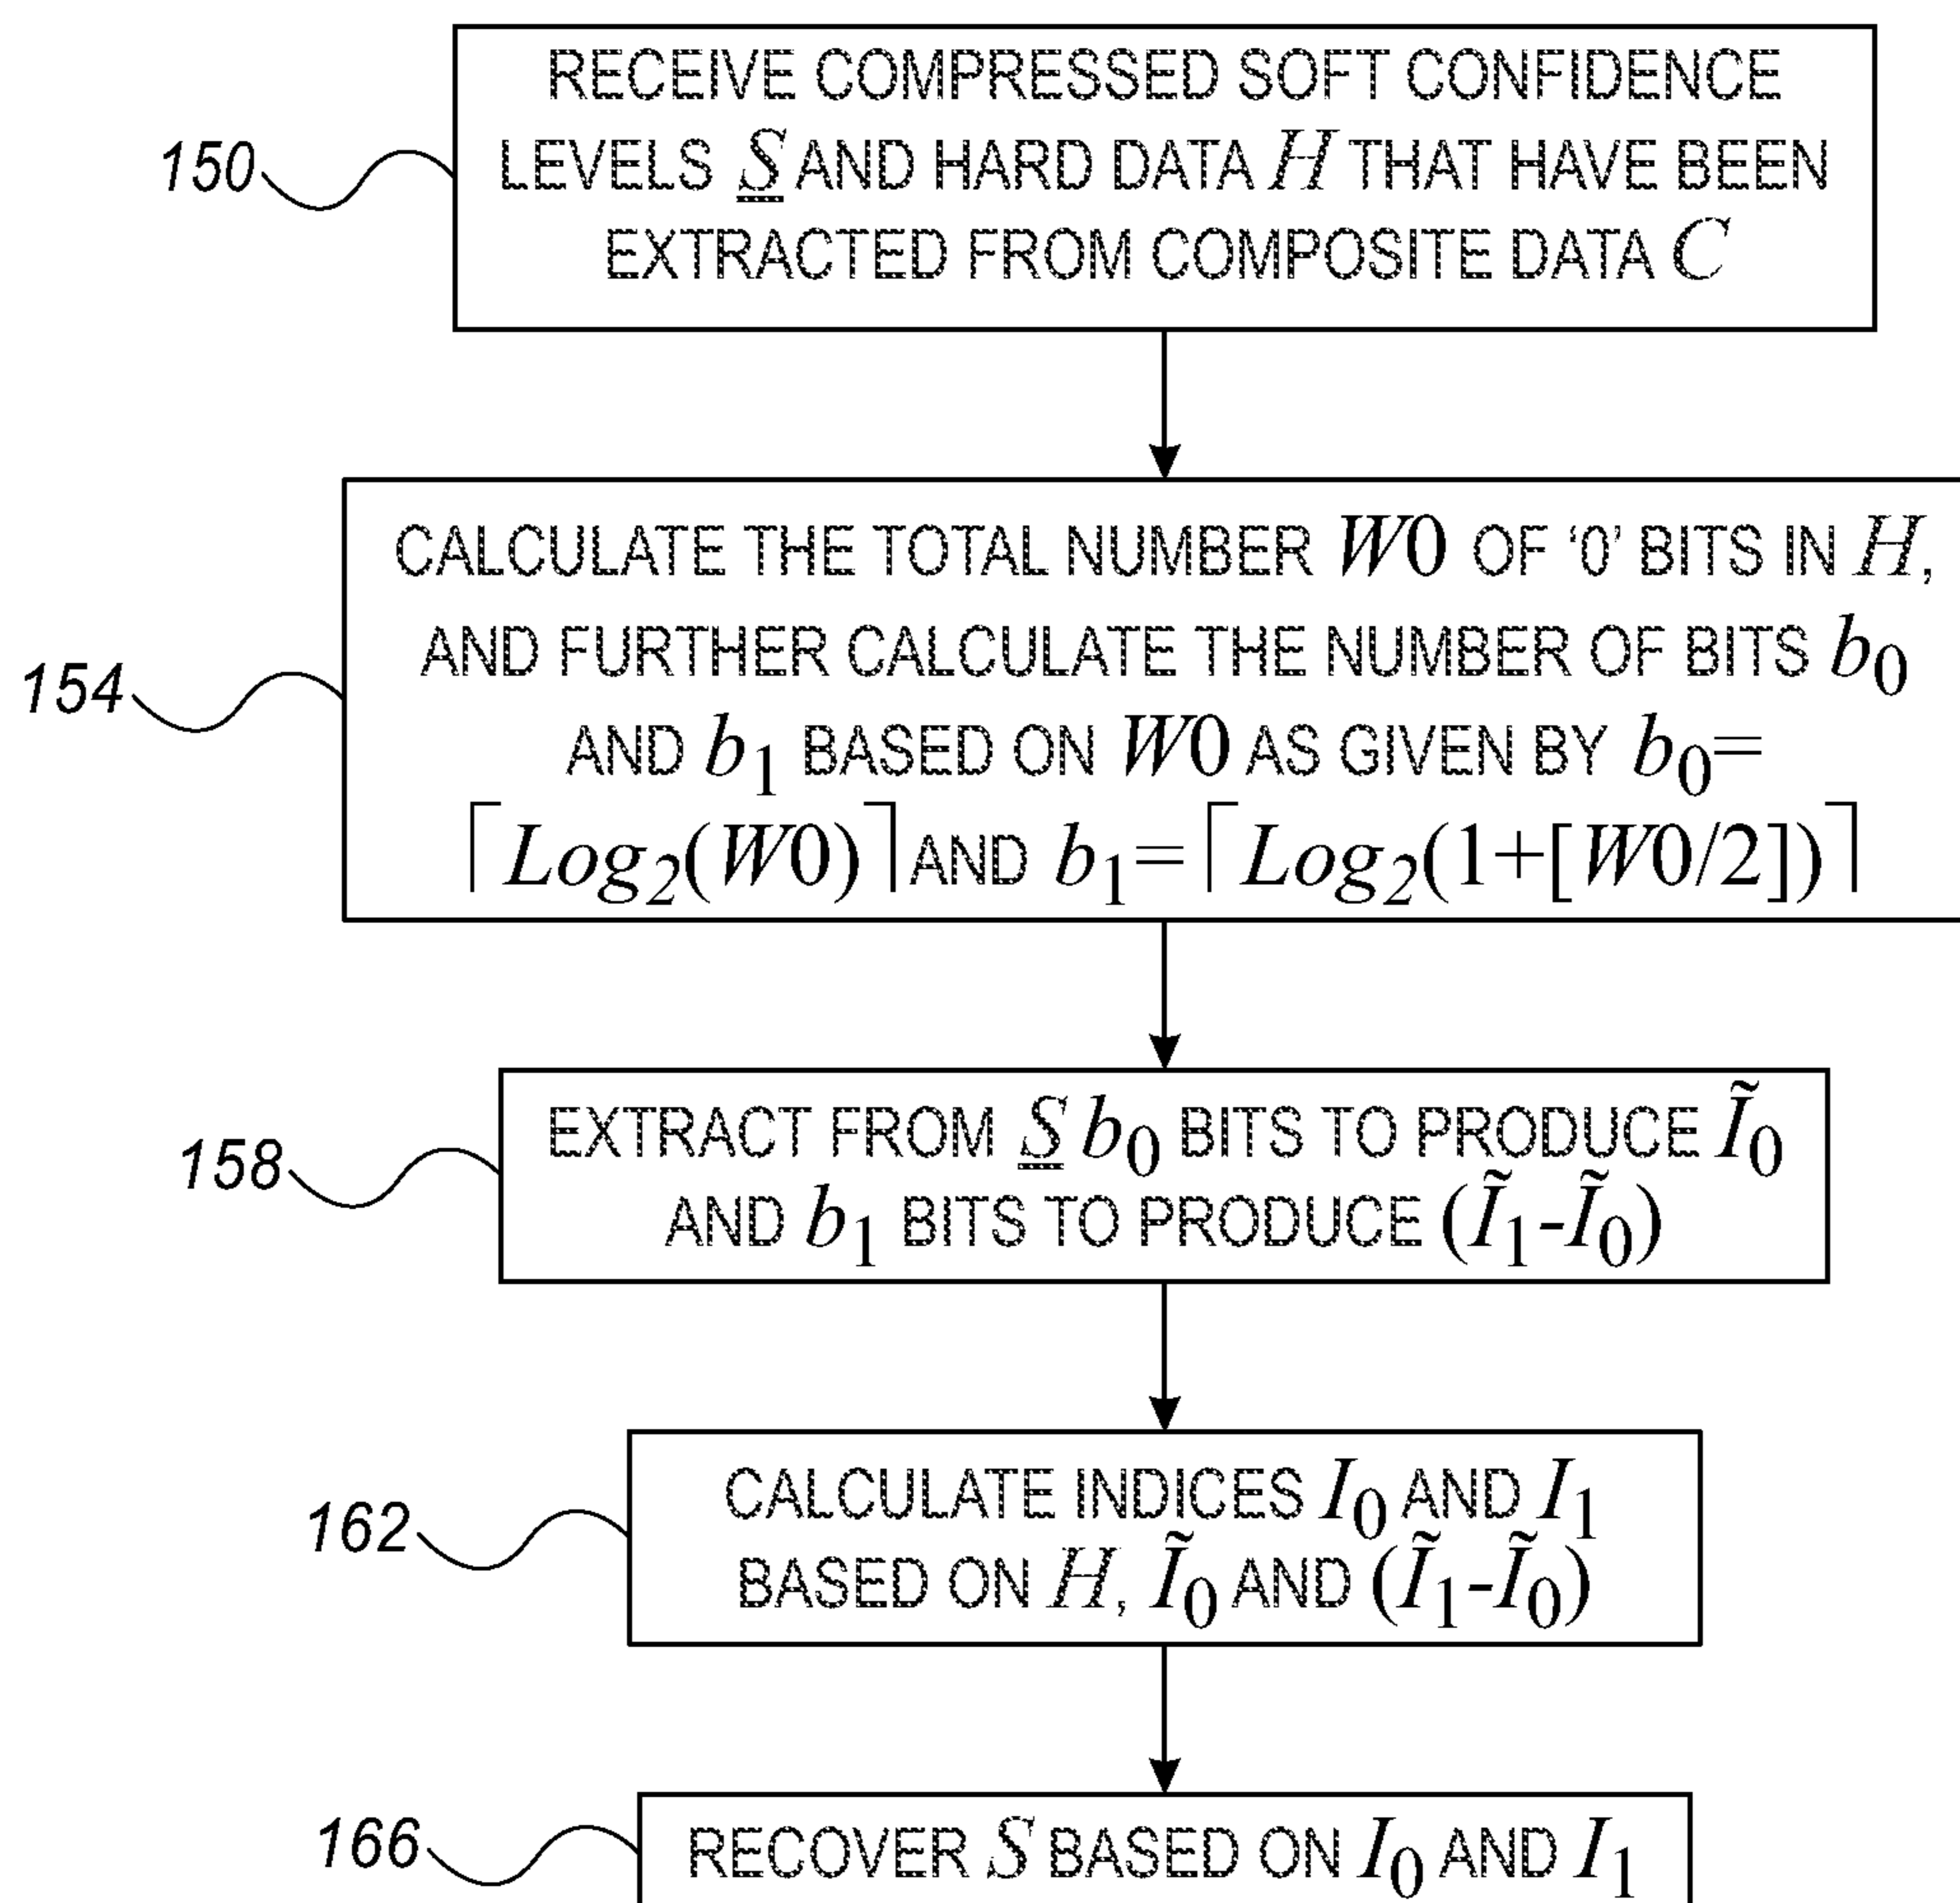 RECEIVE COMPRESSED SOFT CONFIDENCE
150 LEVELS S̲ AND HARD DATA H THAT HAVE BEEN
EXTRACTED FROM COMPOSITE DATA C
CALCULATE THE TOTAL NUMBER W0 OF ‘0’ BITS IN H,
AND FURTHER CALCULATE THE NUMBER OF BITS b₀
154 AND b₁ BASED ON W0 AS GIVEN BY b₀=
⌈Log₂(W0)⌉ AND b₁=⌈Log₂(1+[W0/2])⌉
EXTRACT FROM S̲ b₀ BITS TO PRODUCE Ĩ₀
158 AND b₁ BITS TO PRODUCE (Ĩ₁-Ĩ₀)
CALCULATE INDICES I₀ AND I₁
162 BASED ON H, Ĩ₀ AND (Ĩ₁-Ĩ₀)
166 RECOVER S BASED ON I₀ AND I₁